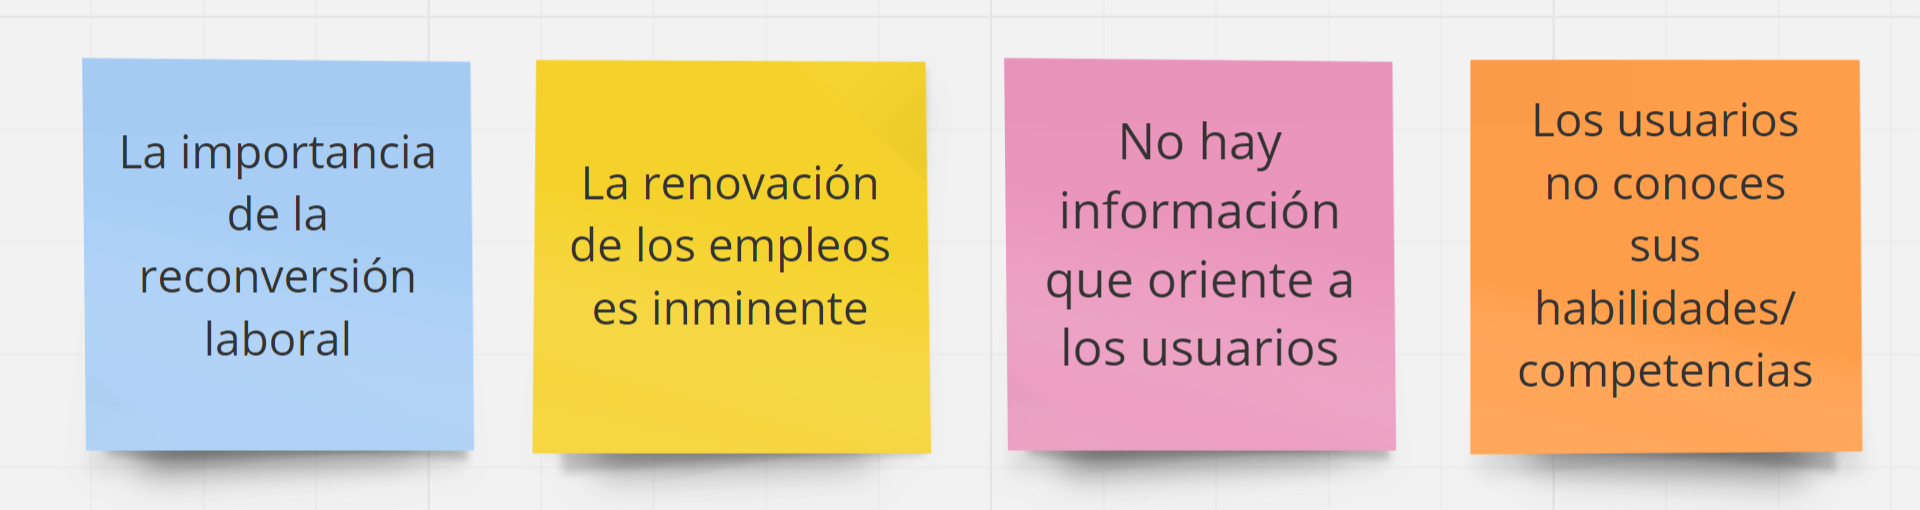 La importancia
de la
reconversión
laboral
La renovación
de los empleos
es inminente
No hay
información
que oriente a
los usuarios
Los usuarios
no conoces
sus
habilidades/
competencias